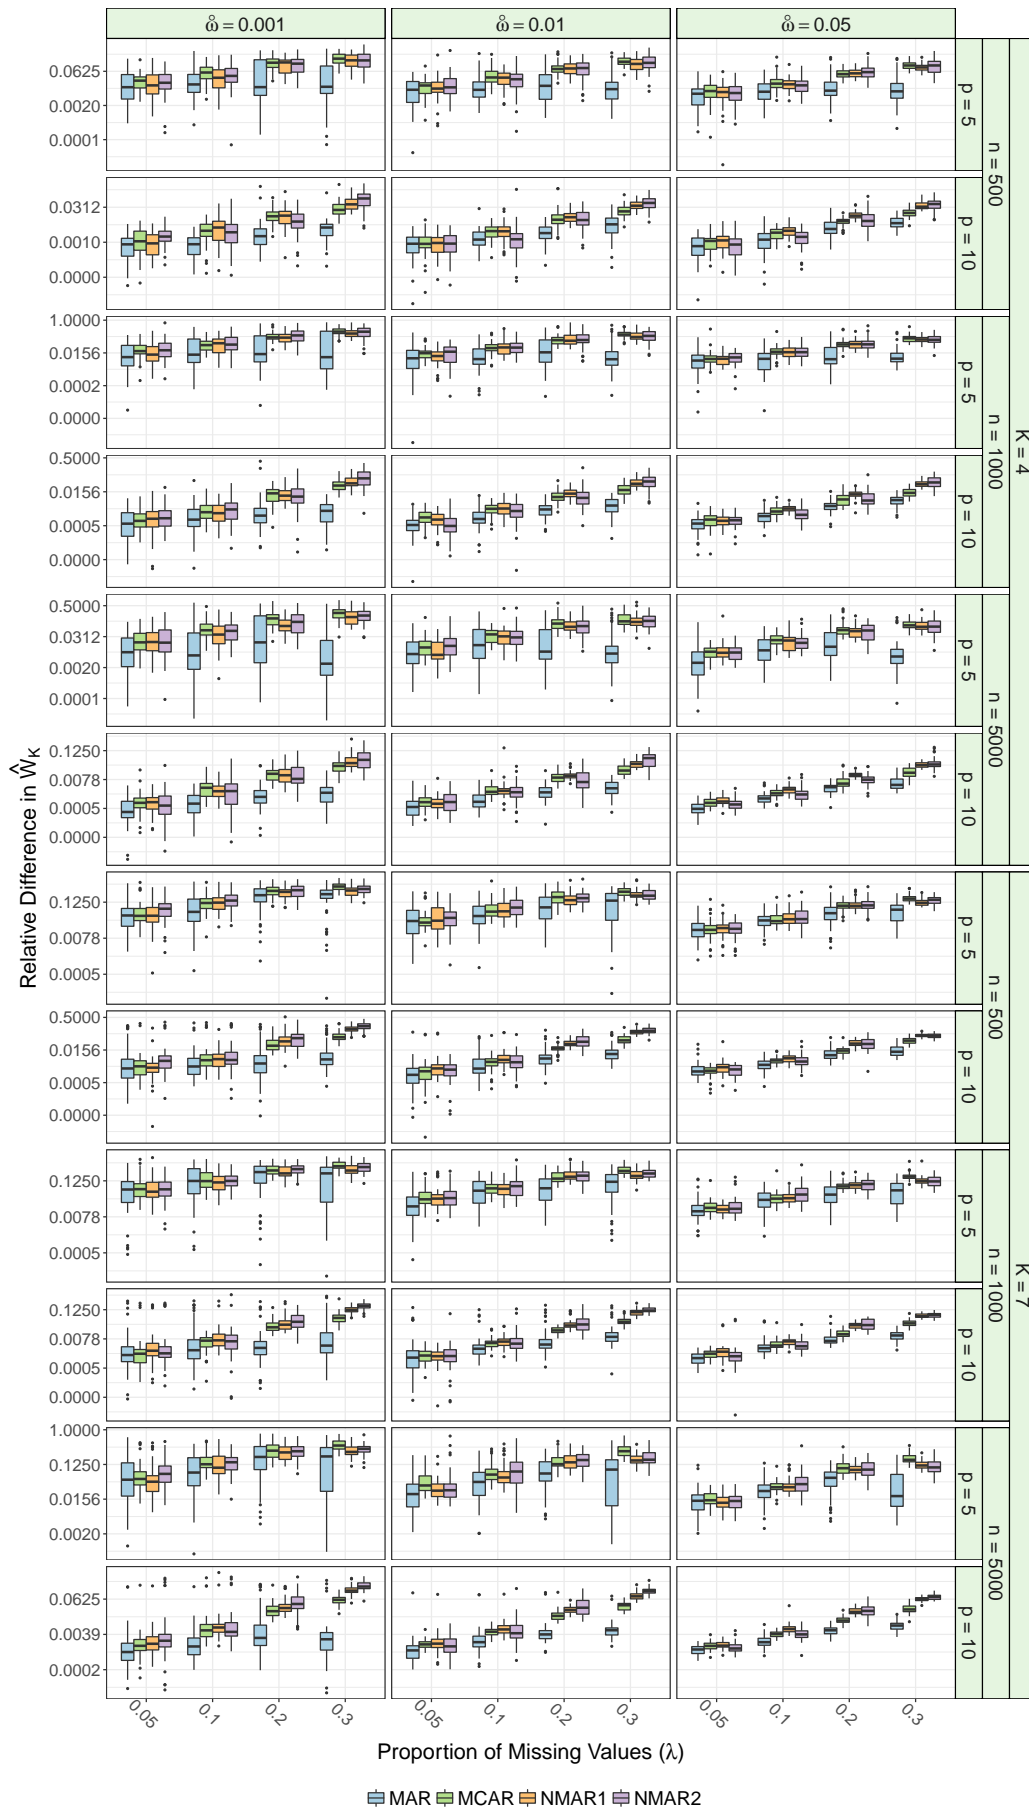 ω̊ = 0.001
ω̊ = 0.01
ω̊ = 0.05
0.0625
0.0020
0.0001
p = 5
0.0312
0.0010
0.0000
p = 10
n = 500
1.0000
0.0156
0.0002
0.0000
p = 5
0.5000
0.0156
0.0005
0.0000
p = 10
n = 1000
0.5000
0.0312
0.0020
0.0001
p = 5
0.1250
0.0078
0.0005
0.0000
p = 10
n = 5000
K = 4
0.1250
0.0078
0.0005
p = 5
0.5000
0.0156
0.0005
0.0000
p = 10
n = 500
0.1250
0.0078
0.0005
p = 5
0.1250
0.0078
0.0005
0.0000
p = 10
n = 1000
1.0000
0.1250
0.0156
0.0020
p = 5
0.0625
0.0039
0.0002
p = 10
n = 5000
K = 7
Relative Difference in Ŵ_K
0.05 0.1 0.2 0.3
0.05 0.1 0.2 0.3
0.05 0.1 0.2 0.3
Proportion of Missing Values (λ)
MAR MCAR NMAR1 NMAR2